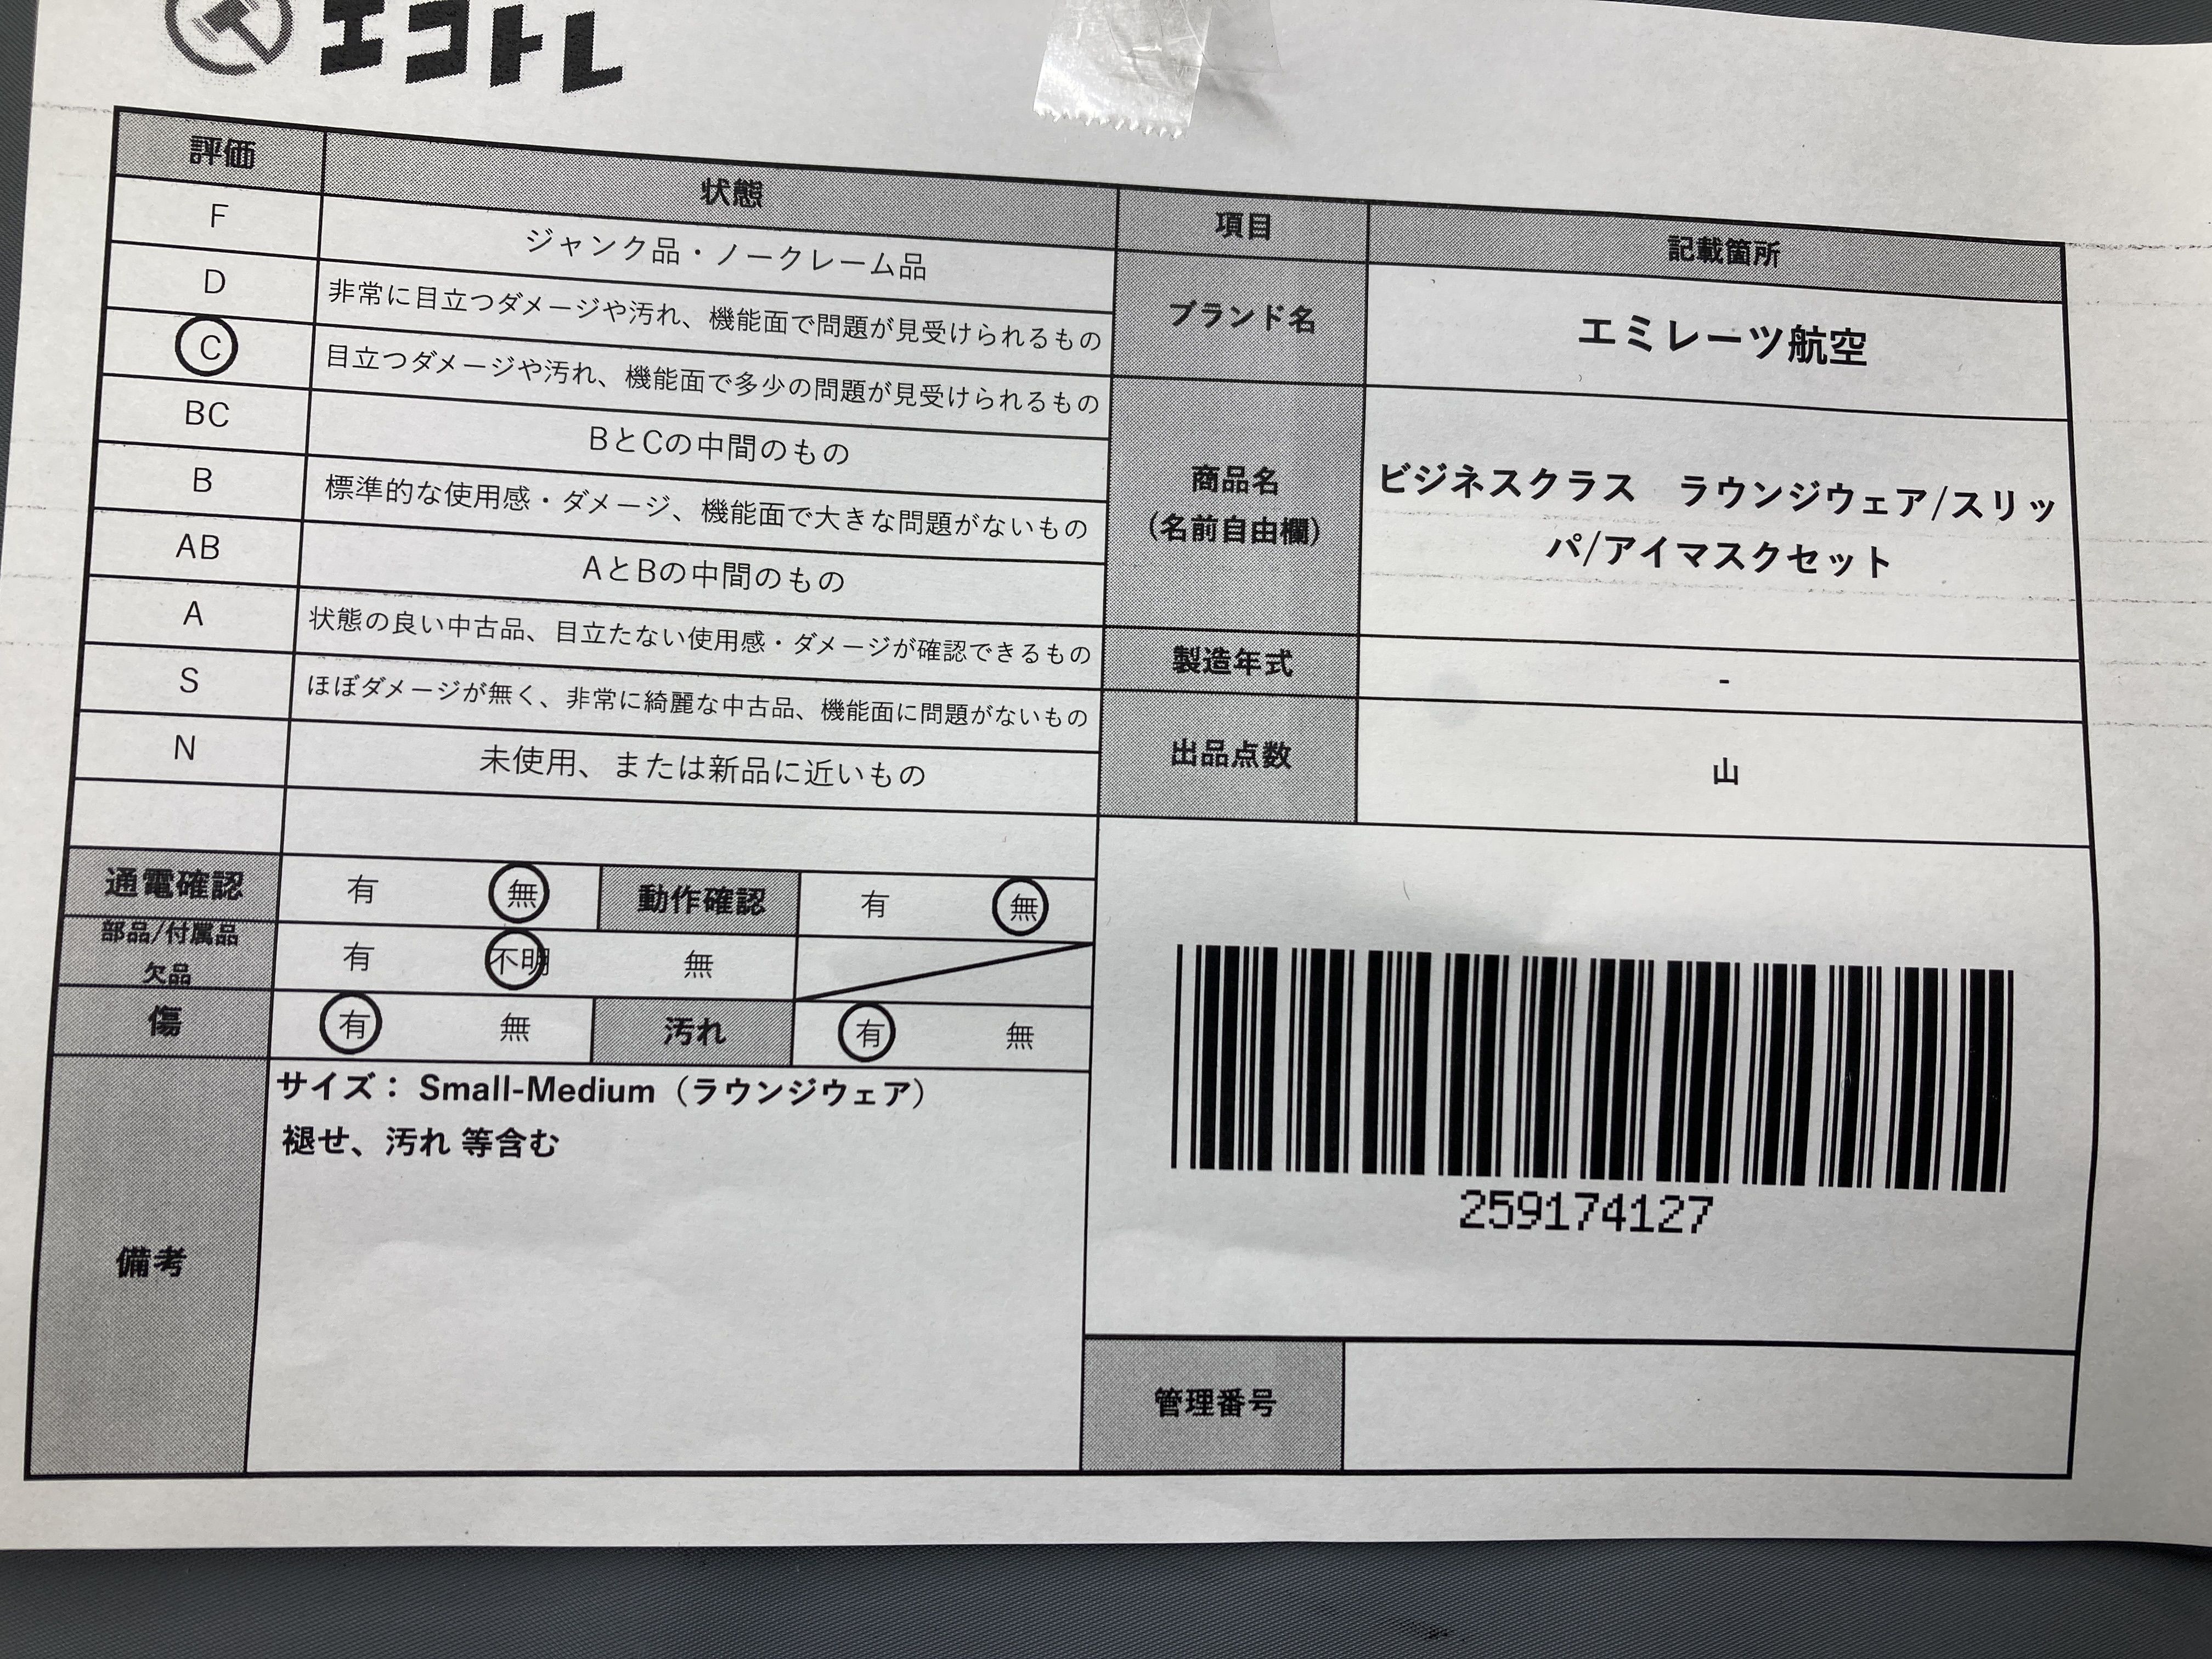 エコトレ
評価 状態 項目 記載箇所
F ジャンク品・ノークレーム品
D 非常に目立つダメージや汚れ、機能面で問題が見受けられるもの
C 目立つダメージや汚れ、機能面で多少の問題が見受けられるもの
BC BとCの中間のもの
B 標準的な使用感・ダメージ、機能面で大きな問題がないもの
AB AとBの中間のもの
A 状態の良い中古品、目立たない使用感・ダメージが確認できるもの
S ほぼダメージが無く、非常に綺麗な中古品、機能面に問題がないもの
N 未使用、または新品に近いもの
ブランド名 エミレーツ航空
商品名
(名前自由欄)
ビジネスクラス ラウンジウェア/スリッ
パ/アイマスクセット
製造年式 -
出品点数 山
通電確認 有 無 動作確認 有 無
部品/付属品
欠品
有 不明 無
傷 有 無 汚れ 有 無
備考
サイズ： Small-Medium（ラウンジウェア）
褪せ、汚れ 等含む
259174127
管理番号